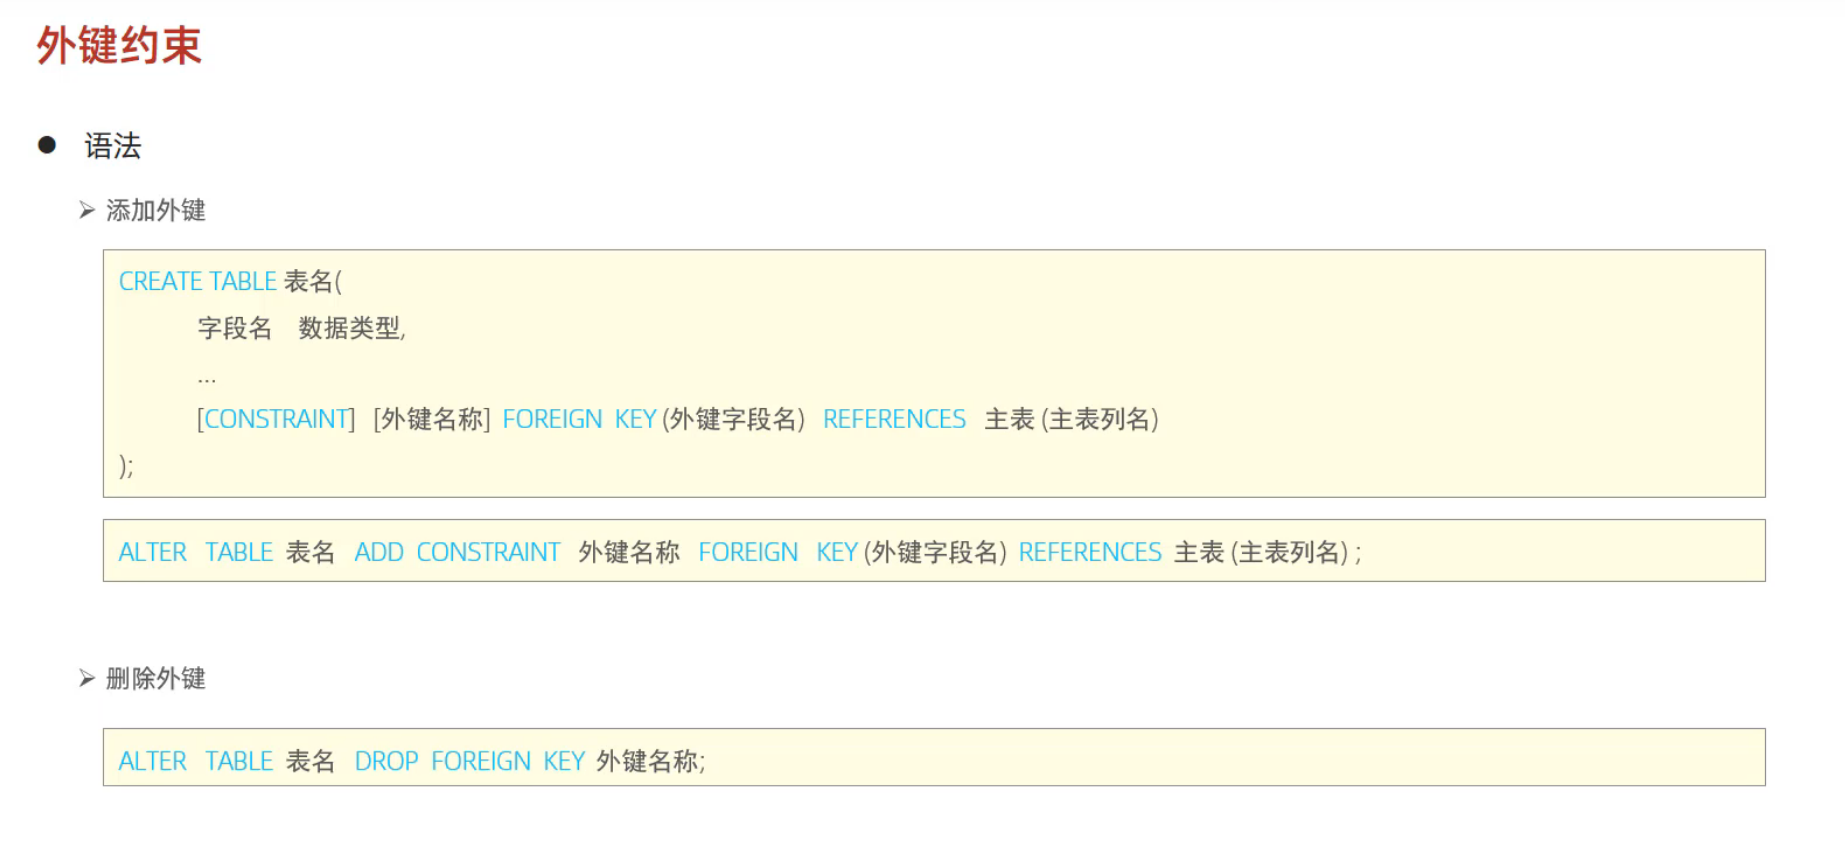 外键约束
● 语法
➢ 添加外键
CREATE TABLE 表名(
字段名 数据类型,
...
[CONSTRAINT] [外键名称] FOREIGN KEY (外键字段名) REFERENCES 主表 (主表列名)
);
ALTER TABLE 表名 ADD CONSTRAINT 外键名称 FOREIGN KEY (外键字段名) REFERENCES 主表 (主表列名) ;
➢ 删除外键
ALTER TABLE 表名 DROP FOREIGN KEY 外键名称;